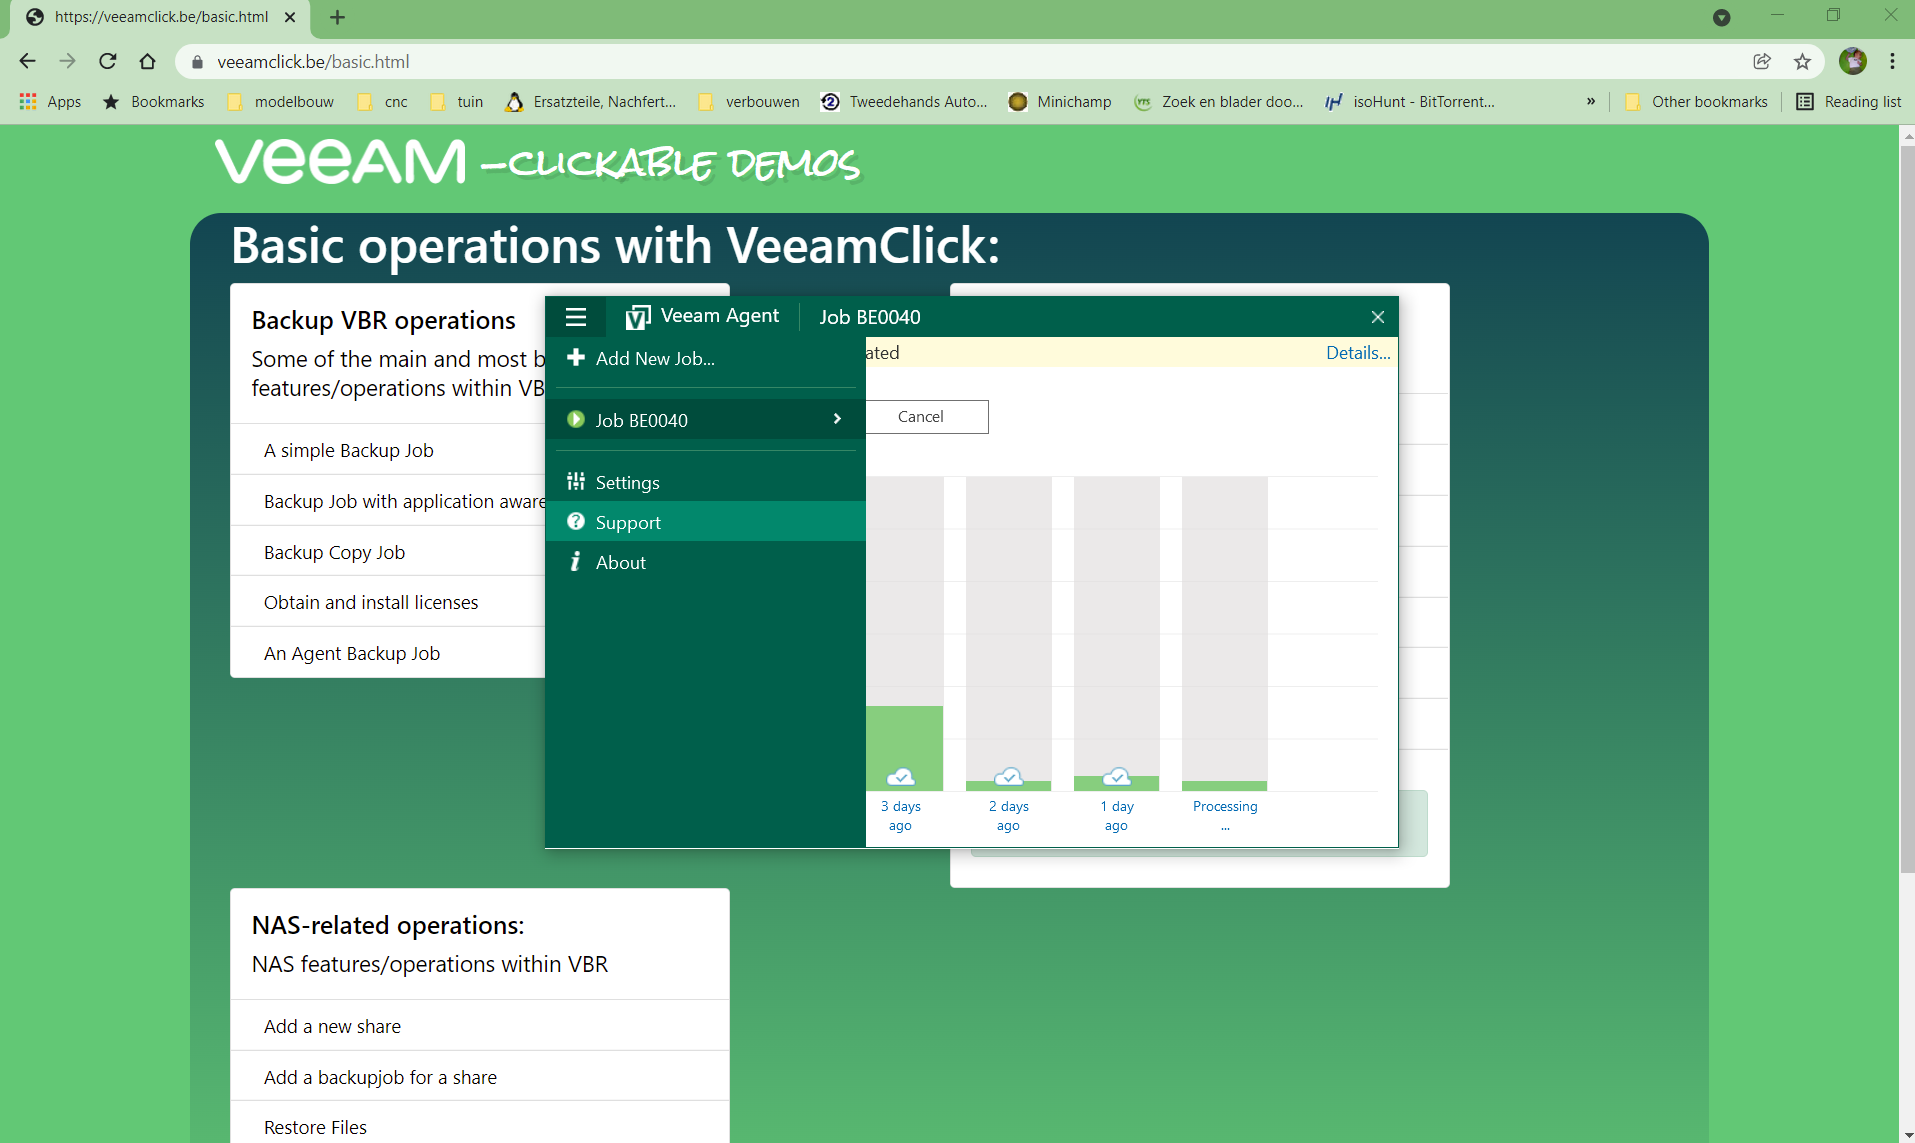 https://veeamclick.be/basic.html
veeamclick.be/basic.html
Apps
Bookmarks
modelbouw
cnc
tuin
Ersatzteile, Nachfert...
verbouwen
Tweedehands Auto...
Minichamp
Zoek en blader doo...
isoHunt - BitTorrent...
»
Other bookmarks
Reading list
veeAM -CLICKABLE DEMOS
Basic operations with VeeamClick:
Backup VBR operations
Some of the main and most b
features/operations within VB
A simple Backup Job
Backup Job with application aware
Backup Copy Job
Obtain and install licenses
An Agent Backup Job
Veeam Agent
Job BE0040
Add New Job...
Job BE0040
Settings
Support
About
ated
Details...
Cancel
3 days
ago
2 days
ago
1 day
ago
Processing
...
NAS-related operations:
NAS features/operations within VBR
Add a new share
Add a backupjob for a share
Restore Files